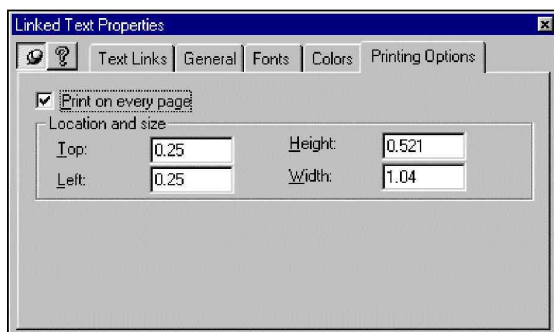 Linked Text Properties
Text Links General Fonts Colors Printing Options
Print on every page
Location and size
Top: 0.25 Height: 0.521
Left: 0.25 Width: 1.04